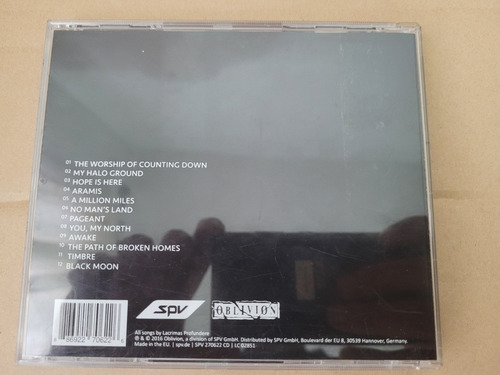 01 THE WORSHIP OF COUNTING DOWN
02 MY HALO GROUND
03 HOPE IS HERE
04 ARAMIS
05 A MILLION MILES
06 NO MAN'S LAND
07 PAGEANT
08 YOU, MY NORTH
09 AWAKE
10 THE PATH OF BROKEN HOMES
11 TIMBRE
12 BLACK MOON
SPV
OBLIVION
All songs by Lacrimas Profundere
℗ & © 2016 Oblivion, a division of SPV GmbH. Distributed by SPV GmbH, Boulevard der EU 8, 30539 Hannover, Germany.
Made in the EU. | spv.de | SPV 270622 CD | LC 02851